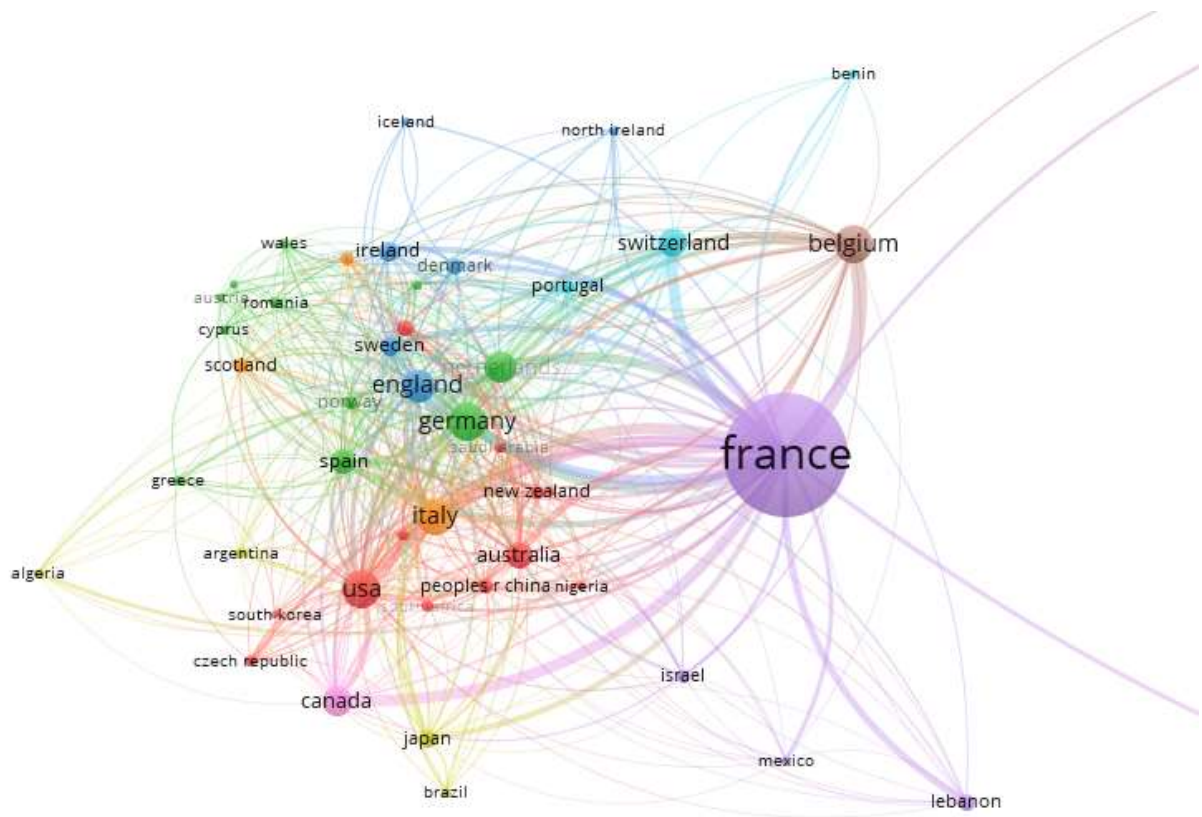 benin
iceland
north ireland
wales
ireland
switzerland
belgium
denmark
portugal
austria
romania
cyprus
sweden
scotland
netherlands
england
norway
germany
saudi arabia
france
spain
greece
new zealand
italy
argentina
australia
algeria
usa
peoples r china
nigeria
south africa
south korea
czech republic
israel
canada
japan
mexico
brazil
lebanon